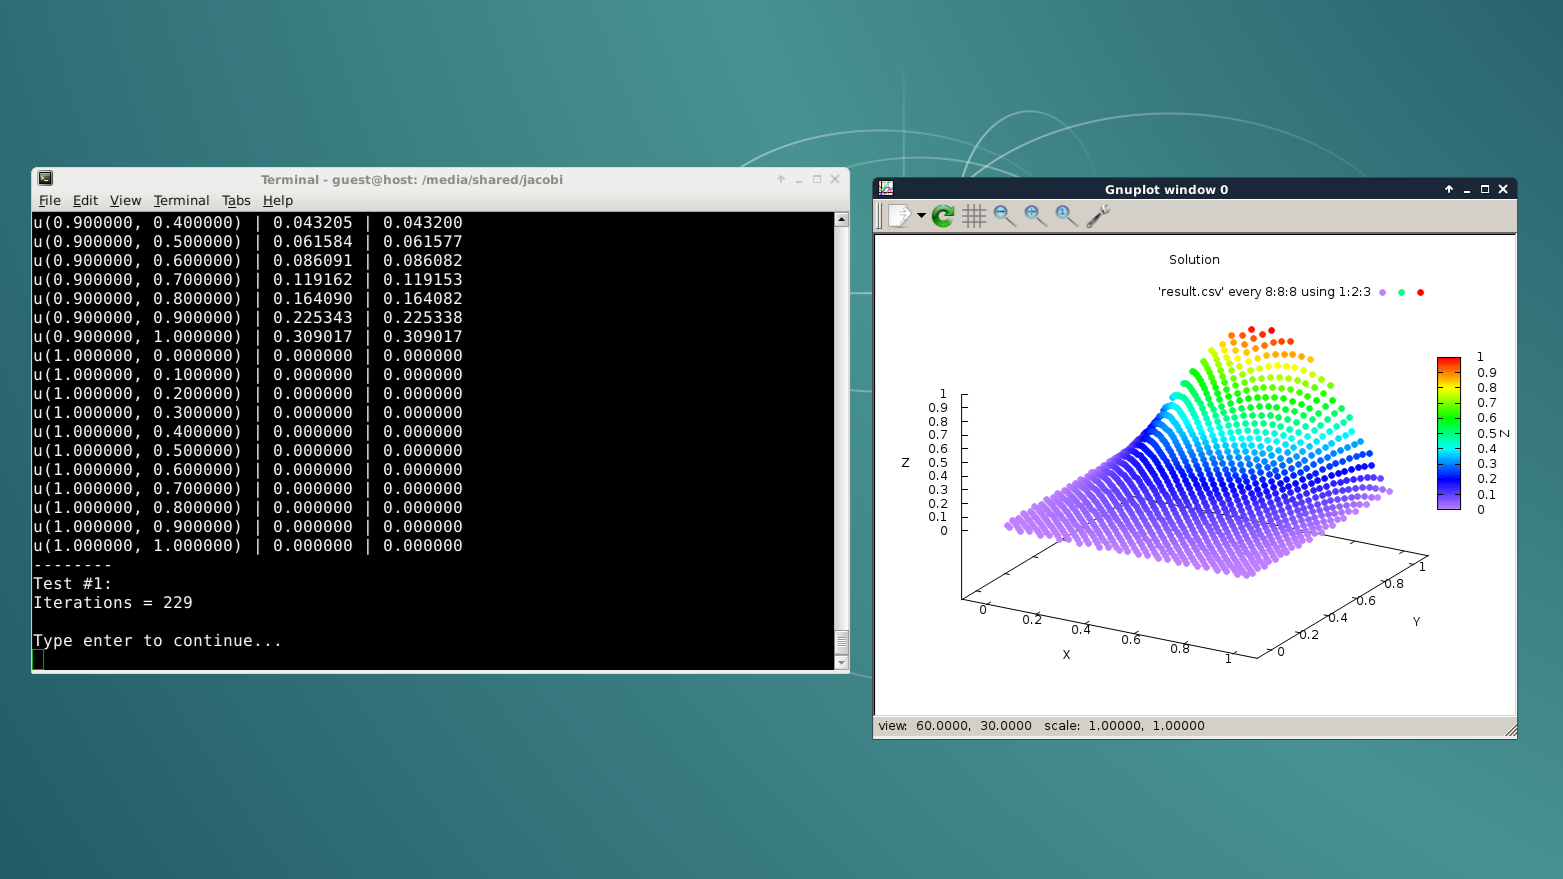 Terminal - guest@host: /media/shared/jacobi
File Edit View Terminal Tabs Help
u(0.900000, 0.400000) | 0.043205 | 0.043200
u(0.900000, 0.500000) | 0.061584 | 0.061577
u(0.900000, 0.600000) | 0.086091 | 0.086082
u(0.900000, 0.700000) | 0.119162 | 0.119153
u(0.900000, 0.800000) | 0.164090 | 0.164082
u(0.900000, 0.900000) | 0.225343 | 0.225338
u(0.900000, 1.000000) | 0.309017 | 0.309017
u(1.000000, 0.000000) | 0.000000 | 0.000000
u(1.000000, 0.100000) | 0.000000 | 0.000000
u(1.000000, 0.200000) | 0.000000 | 0.000000
u(1.000000, 0.300000) | 0.000000 | 0.000000
u(1.000000, 0.400000) | 0.000000 | 0.000000
u(1.000000, 0.500000) | 0.000000 | 0.000000
u(1.000000, 0.600000) | 0.000000 | 0.000000
u(1.000000, 0.700000) | 0.000000 | 0.000000
u(1.000000, 0.800000) | 0.000000 | 0.000000
u(1.000000, 0.900000) | 0.000000 | 0.000000
u(1.000000, 1.000000) | 0.000000 | 0.000000
--------
Test #1:
Iterations = 229
Type enter to continue...
Gnuplot window 0
Solution
'result.csv' every 8:8:8 using 1:2:3
1
0.9
0.8
0.7
0.6
0.5
0.4
0.3
0.2
0.1
0
Z
0
0.2
0.4
0.6
0.8
1
X
0
0.2
0.4
0.6
0.8
1
Y
1
0.9
0.8
0.7
0.6
0.5
0.4
0.3
0.2
0.1
0
Z
view: 60.0000, 30.0000 scale: 1.00000, 1.00000